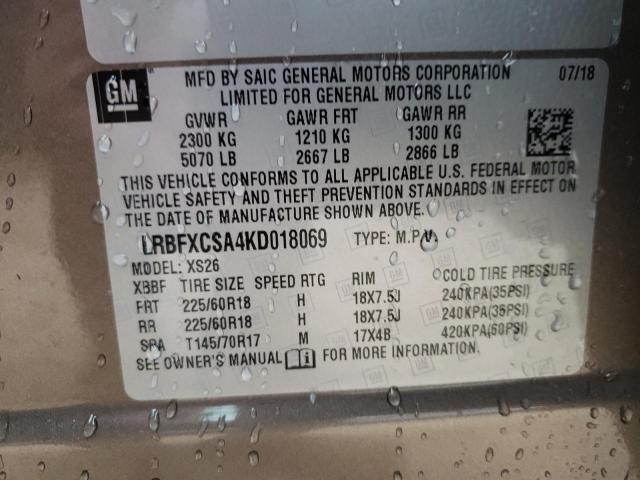 GM
MFD BY SAIC GENERAL MOTORS CORPORATION 07/18
LIMITED FOR GENERAL MOTORS LLC
GVWR GAWR FRT GAWR RR
2300 KG 1210 KG 1300 KG
5070 LB 2667 LB 2866 LB
THIS VEHICLE CONFORMS TO ALL APPLICABLE U.S. FEDERAL MOTOR
VEHICLE SAFETY AND THEFT PREVENTION STANDARDS IN EFFECT ON
THE DATE OF MANUFACTURE SHOWN ABOVE.
LRBFXCSA4KD018069 TYPE: M.P.V.
MODEL: XS26
XBBF TIRE SIZE SPEED RTG RIM COLD TIRE PRESSURE
FRT 225/60R18 H 18X7.5J 240KPA(35PSI)
RR 225/60R18 H 18X7.5J 240KPA(35PSI)
SPA T145/70R17 M 17X4B 420KPA(60PSI)
SEE OWNER'S MANUAL FOR MORE INFORMATION.